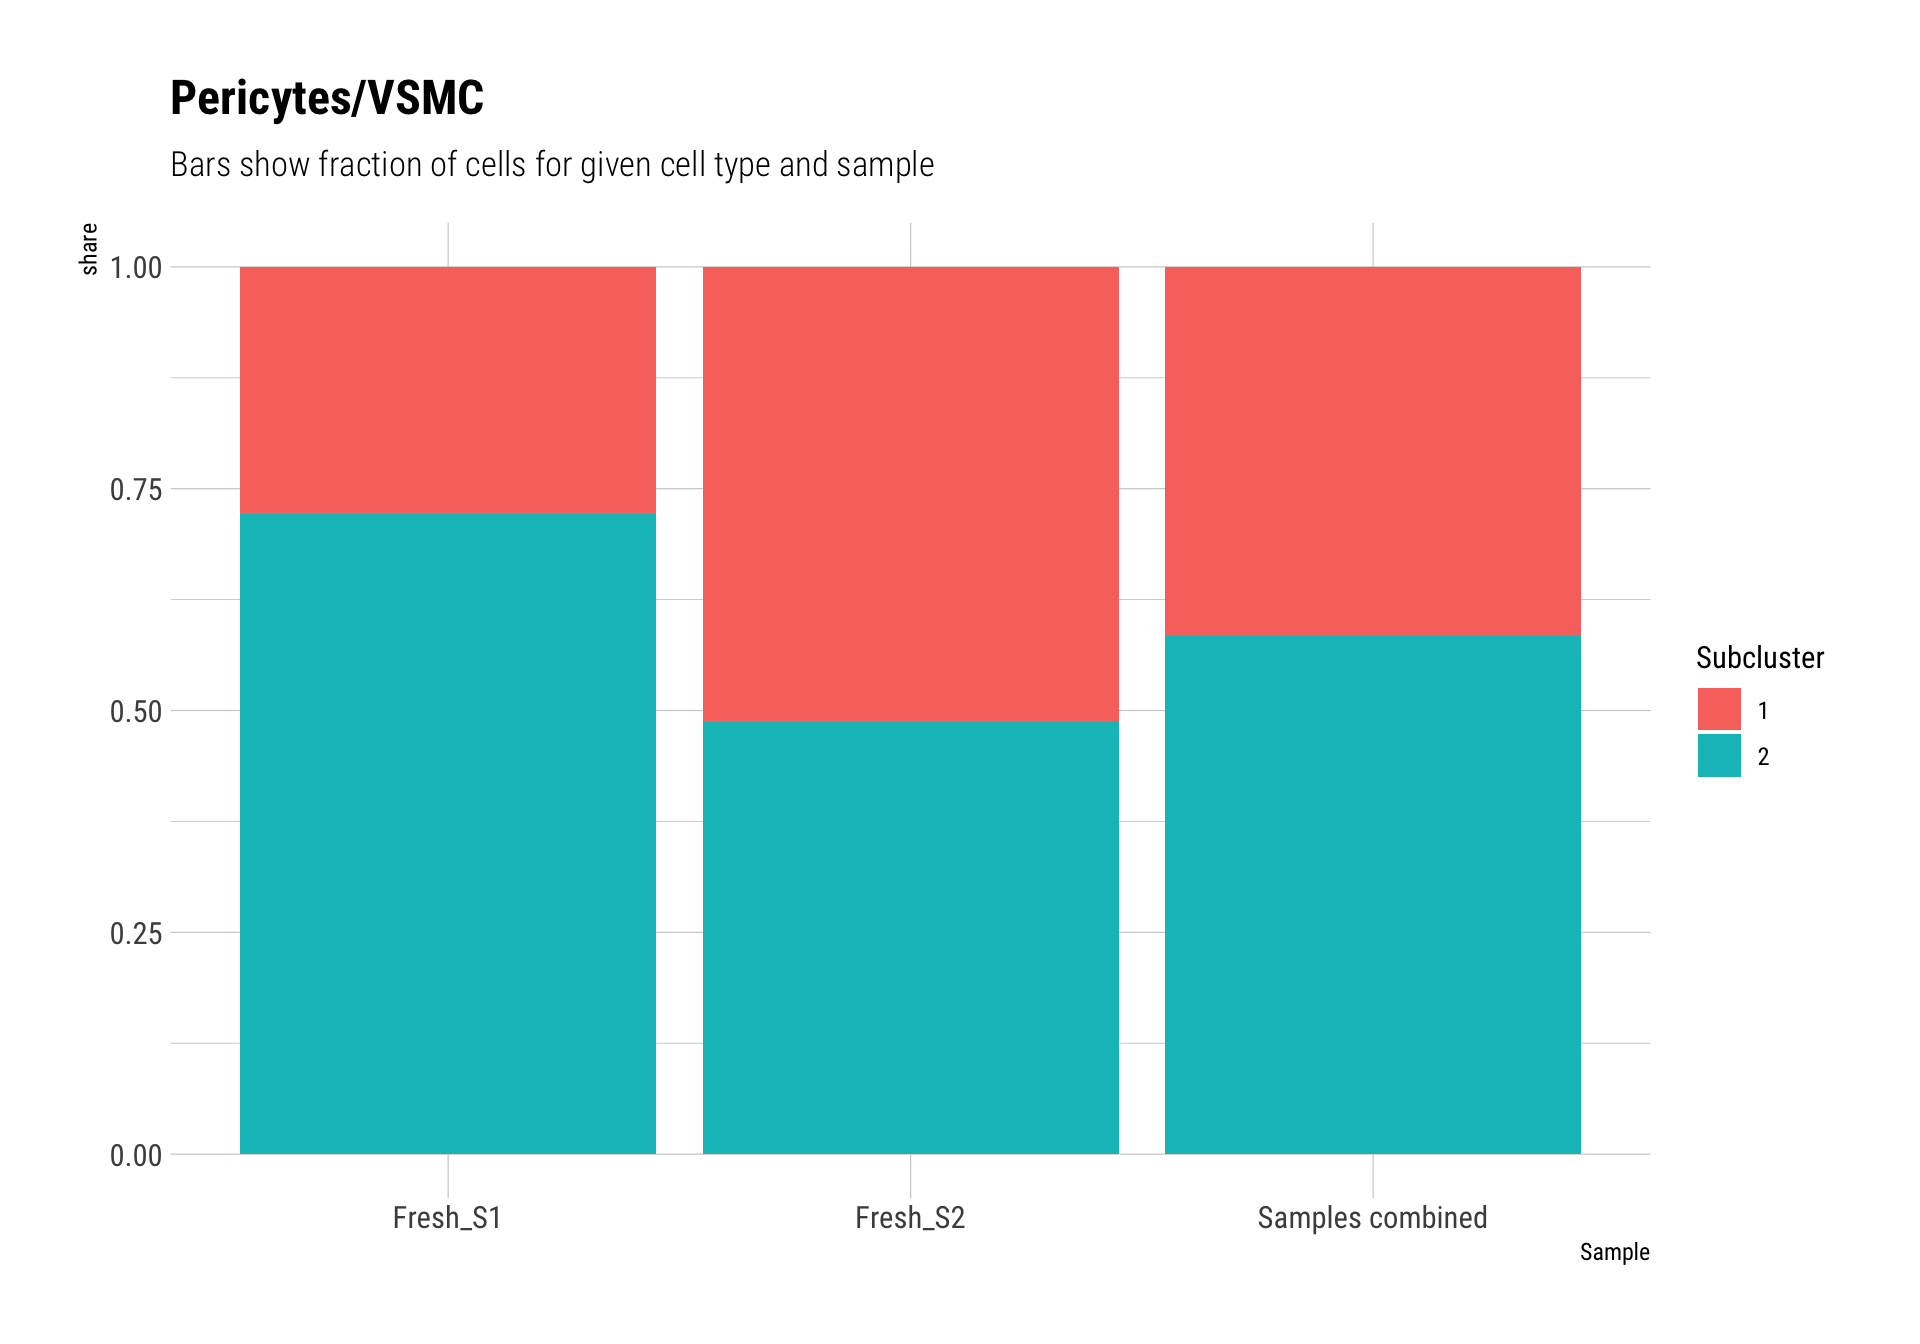 Pericytes/VSMC
Bars show fraction of cells for given cell type and sample
share
1.00
0.75
0.50
0.25
0.00
Fresh_S1
Fresh_S2
Samples combined
Sample
Subcluster
1
2